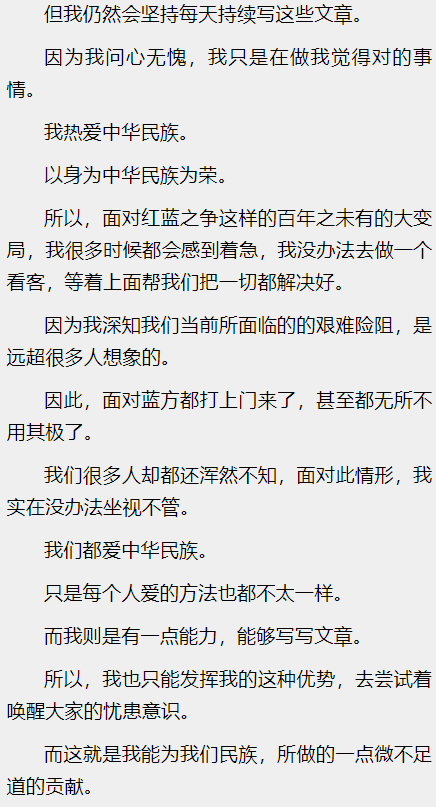 但我仍然会坚持每天持续写这些文章。
因为我问心无愧，我只是在做我觉得对的事
情。
我热爱中华民族。
以身为中华民族为荣。
所以，面对红蓝之争这样的百年之未有的大变
局，我很多时候都会感到着急，我没办法去做一个
看客，等着上面帮我们把一切都解决好。
因为我深知我们当前所面临的的艰难险阻，是
远超很多人想象的。
因此，面对蓝方都打上门来了，甚至都无所不
用其极了。
我们很多人却都还浑然不知，面对此情形，我
实在没办法坐视不管。
我们都爱中华民族。
只是每个人爱的方法也都不太一样。
而我则是有一点能力，能够写写文章。
所以，我也只能发挥我的这种优势，去尝试着
唤醒大家的忧患意识。
而这就是我能为我们民族，所做的一点微不足
道的贡献。